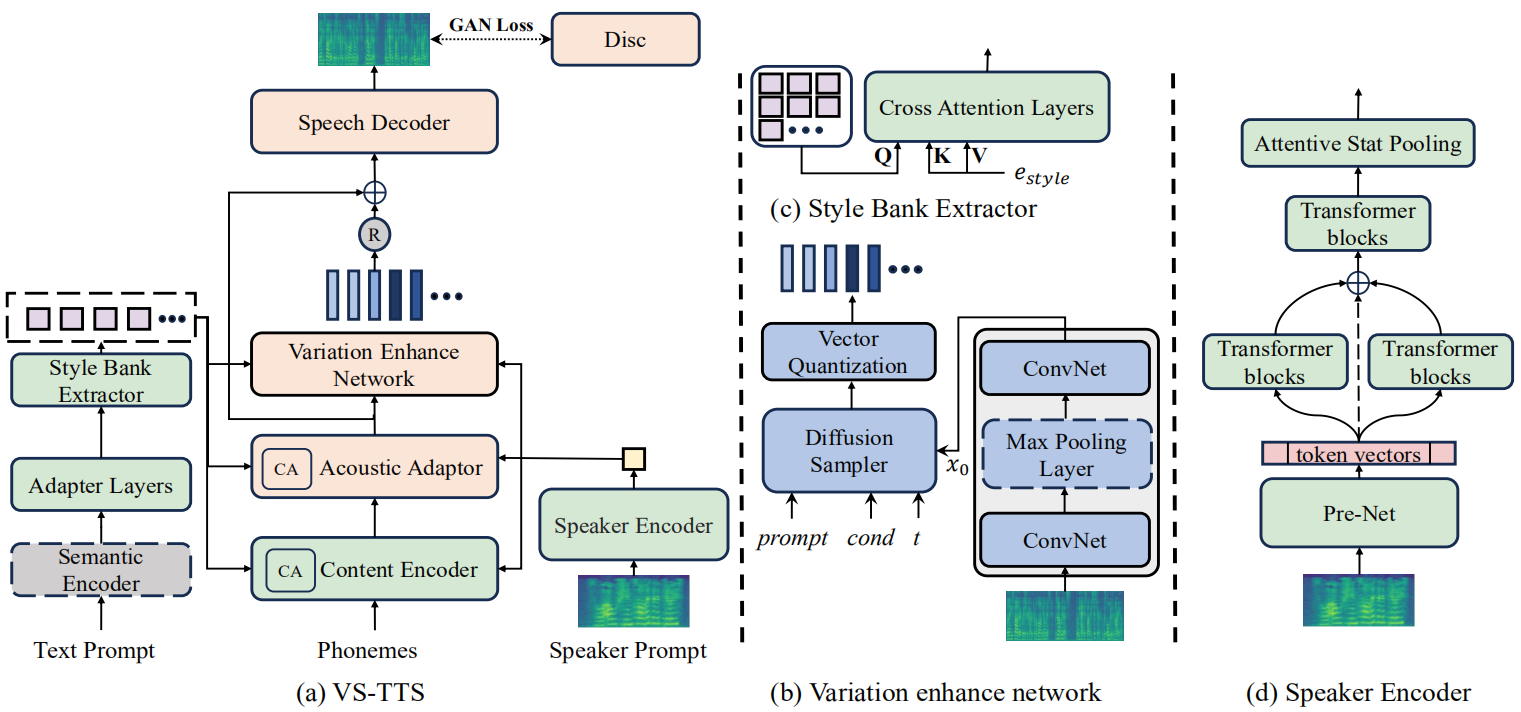 GAN Loss
Disc
Speech Decoder
R
Variation Enhance
Network
Style Bank
Extractor
CA
Acoustic Adaptor
Adapter Layers
Speaker Encoder
Semantic
Encoder
CA
Content Encoder
Text Prompt
Phonemes
Speaker Prompt
(a) VS-TTS
Cross Attention Layers
Q
K
V
e_style
(c) Style Bank Extractor
Vector
Quantization
ConvNet
Diffusion
Sampler
Max Pooling
Layer
x_0
prompt
cond
t
ConvNet
(b) Variation enhance network
Attentive Stat Pooling
Transformer
blocks
Transformer
blocks
Transformer
blocks
token vectors
Pre-Net
(d) Speaker Encoder